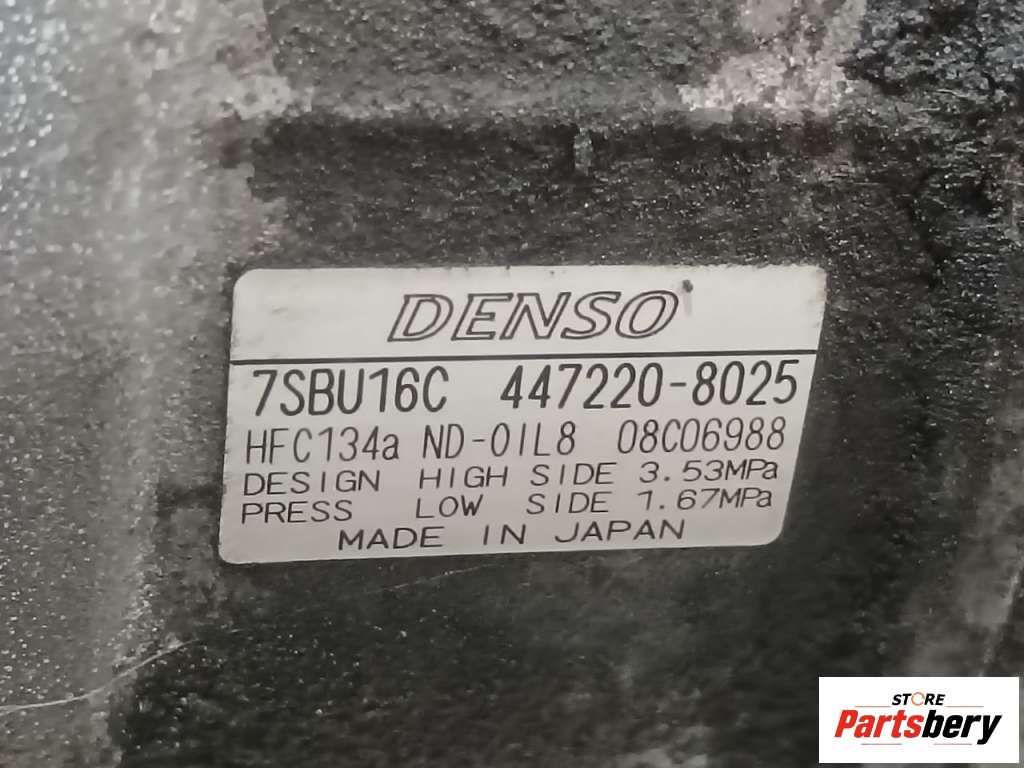 DENSO
7SBU16C 447220-8025
HFC134a ND-OIL8 08C06988
DESIGN HIGH SIDE 3.53MPa
PRESS LOW SIDE 1.67MPa
MADE IN JAPAN
STORE
Partsbery